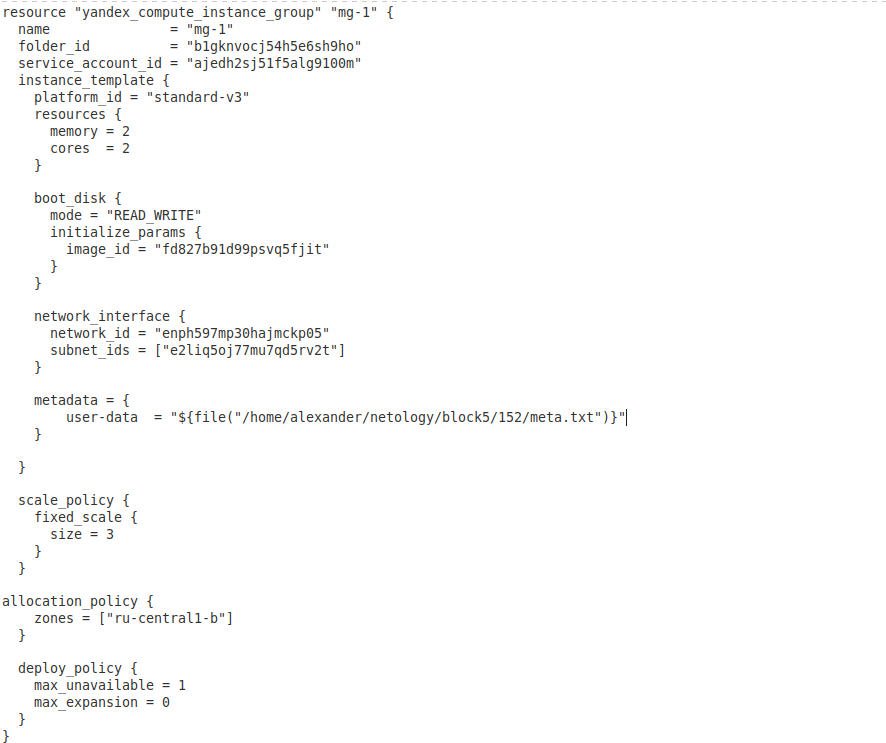 resource "yandex_compute_instance_group" "mg-1" {
  name               = "mg-1"
  folder_id          = "b1gknvocj54h5e6sh9ho"
  service_account_id = "ajedh2sj51f5alg9100m"
  instance_template {
    platform_id = "standard-v3"
    resources {
      memory = 2
      cores  = 2
    }

    boot_disk {
      mode = "READ_WRITE"
      initialize_params {
        image_id = "fd827b91d99psvq5fjit"
      }
    }

    network_interface {
      network_id = "enph597mp30hajmckp05"
      subnet_ids = ["e2liq5oj77mu7qd5rv2t"]
    }

    metadata = {
        user-data  = "${file("/home/alexander/netology/block5/152/meta.txt")}"
    }

  }

  scale_policy {
    fixed_scale {
      size = 3
    }
  }

allocation_policy {
    zones = ["ru-central1-b"]
  }

  deploy_policy {
    max_unavailable = 1
    max_expansion = 0
  }
}